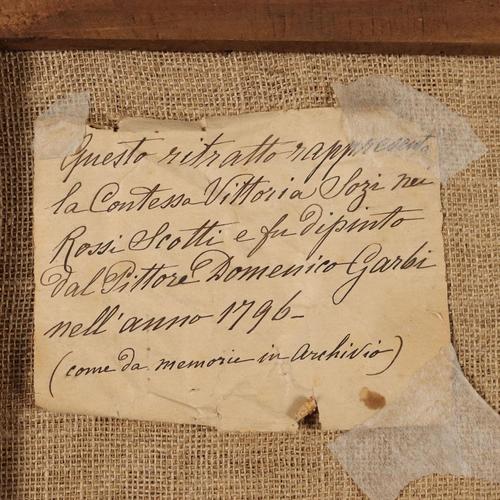 Questo ritratto rappresenta
la Contessa Vittoria Sozi nei
Rossi Scotti e fu dipinto
dal Pittore Domenico Garbi
nell'anno 1796-
(come da memorie in Archivio)